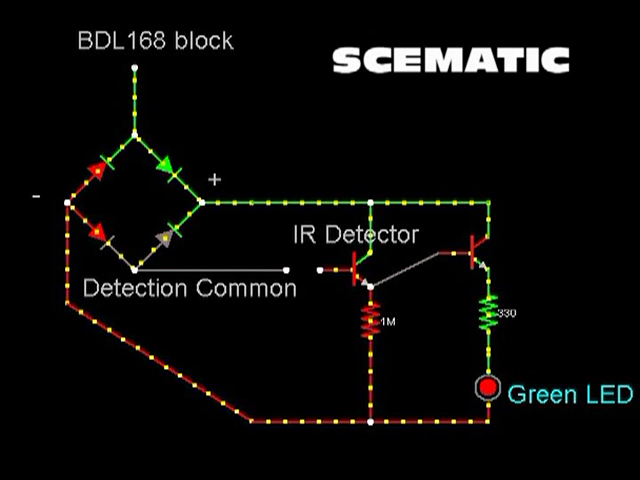 BDL168 block
SCEMATIC
+
-
IR Detector
Detection Common
1M
330
Green LED